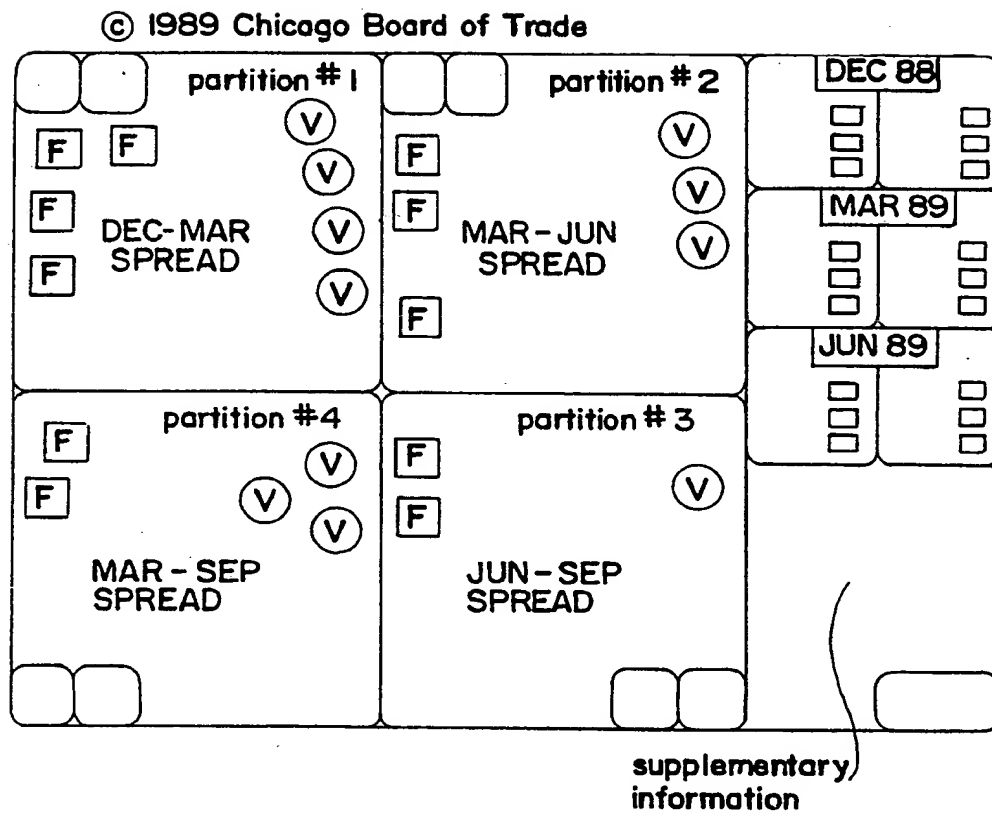 © 1989 Chicago Board of Trade
partition # 1
F F
F
F
V
V
V
V
DEC-MAR
SPREAD
partition # 2
F
F
F
V
V
V
MAR-JUN
SPREAD
DEC 88
MAR 89
JUN 89
partition #4
F
F
V
V
V
MAR-SEP
SPREAD
partition # 3
F
F
V
JUN-SEP
SPREAD
supplementary
information